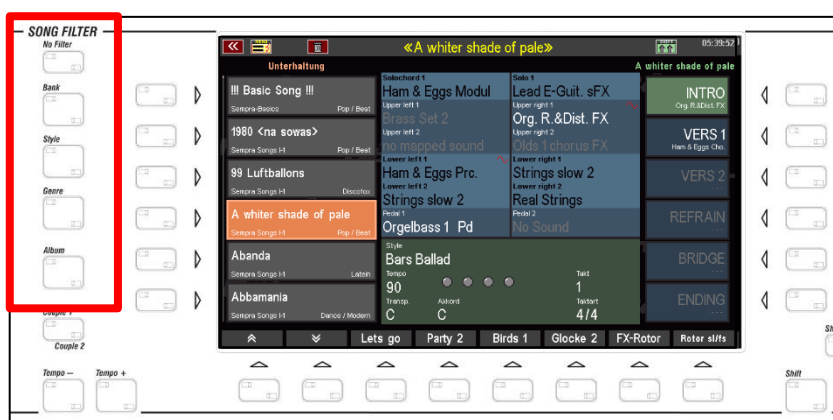 SONG FILTER
No Filter
Bank
Style
Genre
Album
Couple 1
Couple 2
Tempo –
Tempo +
«A whiter shade of pale»
05:39:52
Unterhaltung
A whiter shade of pale
!!! Basic Song !!!
Sempra-Basics
Pop / Beat
1980 <na sowas>
Sempra Songs I-1
Pop / Beat
99 Luftballons
Sempra Songs I-1
Discofox
A whiter shade of pale
Sempra Songs I-1
Pop / Beat
Abanda
Sempra Songs I-1
Latein
Abbamania
Sempra Songs I-1
Dance / Modern
Solochord 1
Ham & Eggs Modul
Solo 1
Lead E-Guit. sFX
Upper left 1
Brass Set 2
Upper right 1
Org. R.&Dist. FX
Upper left 2
no mapped sound
Upper right 2
Olds 1 chorus FX
Lower left 1
Ham & Eggs Prc.
Lower right 1
Strings slow 2
Lower left 2
Strings slow 2
Lower right 2
Real Strings
Pedal 1
Orgelbass 1 Pd
Pedal 2
No Sound
Style
Bars Ballad
Tempo
90
Takt
1
Transp.
C
Akkord
C
Taktart
4/4
INTRO
Org. R.&Dist. FX
VERS 1
Ham & Eggs Cho.
VERS 2
REFRAIN
BRIDGE
ENDING
Lets go
Party 2
Birds 1
Glocke 2
FX-Rotor
Rotor sl/fs
Shift